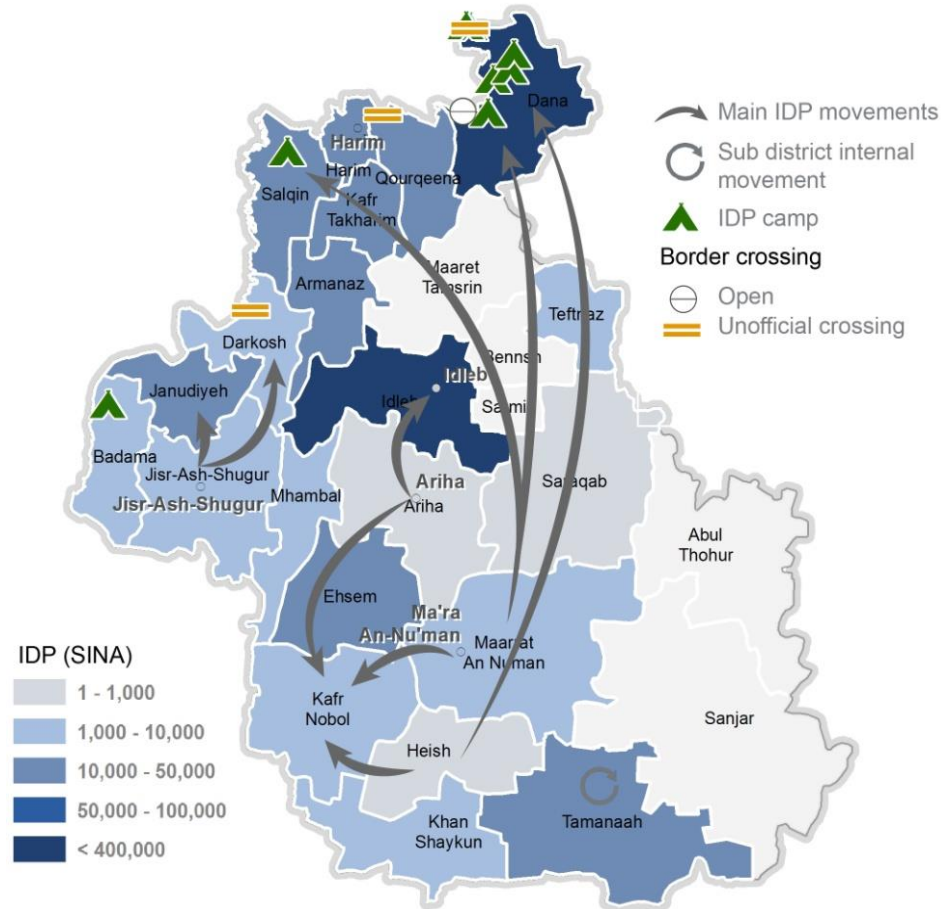 Dana
Main IDP movements
Sub district internal
movement
IDP camp
Border crossing
Open
Unofficial crossing
Harim
Harim
Salqin
Qourqeena
Kafr
Takharim
Maaret
Tamsrin
Armanaz
Teftnaz
Darkosh
Bennsh
Idleb
Idleb
Janudiyeh
Sarmin
Badama
Jisr-Ash-Shugur
Jisr-Ash-Shugur
Mhambal
Ariha
Ariha
Saraqab
Abul
Thohur
Ehsem
Ma'ra
An-Nu'man
Maarrat
An Numan
IDP (SINA)
1 - 1,000
1,000 - 10,000
10,000 - 50,000
50,000 - 100,000
< 400,000
Kafr
Nobol
Sanjar
Heish
Khan
Shaykun
Tamanaah